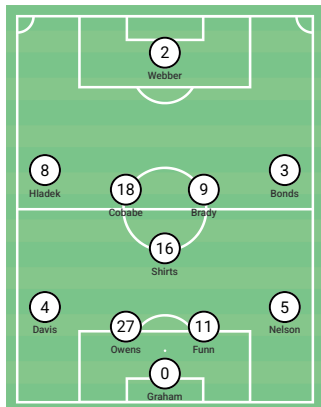 2
Webber
8
Hladek
3
Bonds
18
Cobabe
9
Brady
16
Shirts
4
Davis
5
Nelson
27
Owens
11
Funn
0
Graham